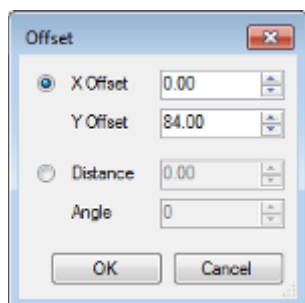 Offset
X Offset 0.00
Y Offset 84.00
Distance 0.00
Angle 0
OK Cancel